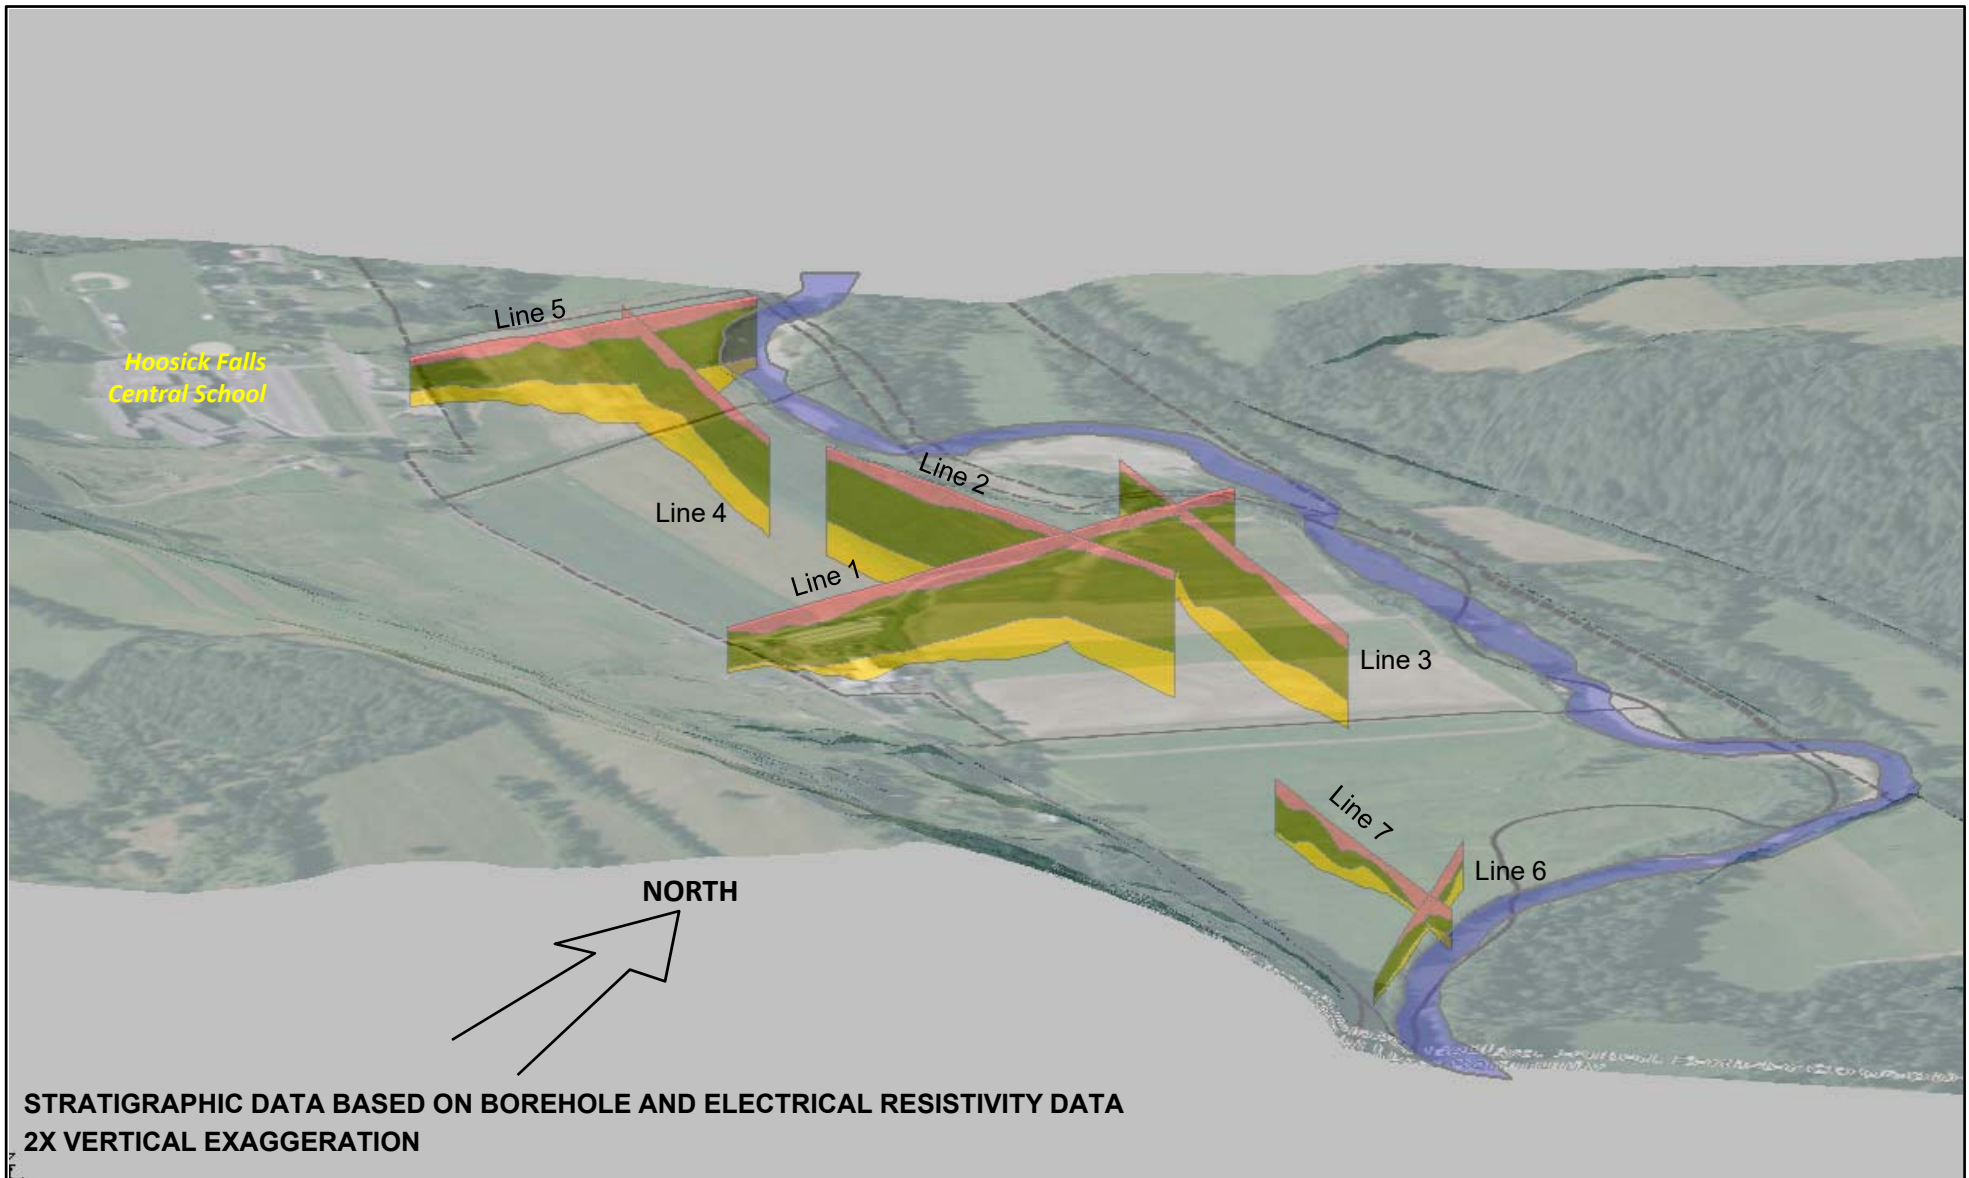 Line 5
Hoosick Falls
Central School
Line 2
Line 4
Line 1
Line 3
Line 7
Line 6
NORTH
STRATIGRAPHIC DATA BASED ON BOREHOLE AND ELECTRICAL RESISTIVITY DATA
2X VERTICAL EXAGGERATION